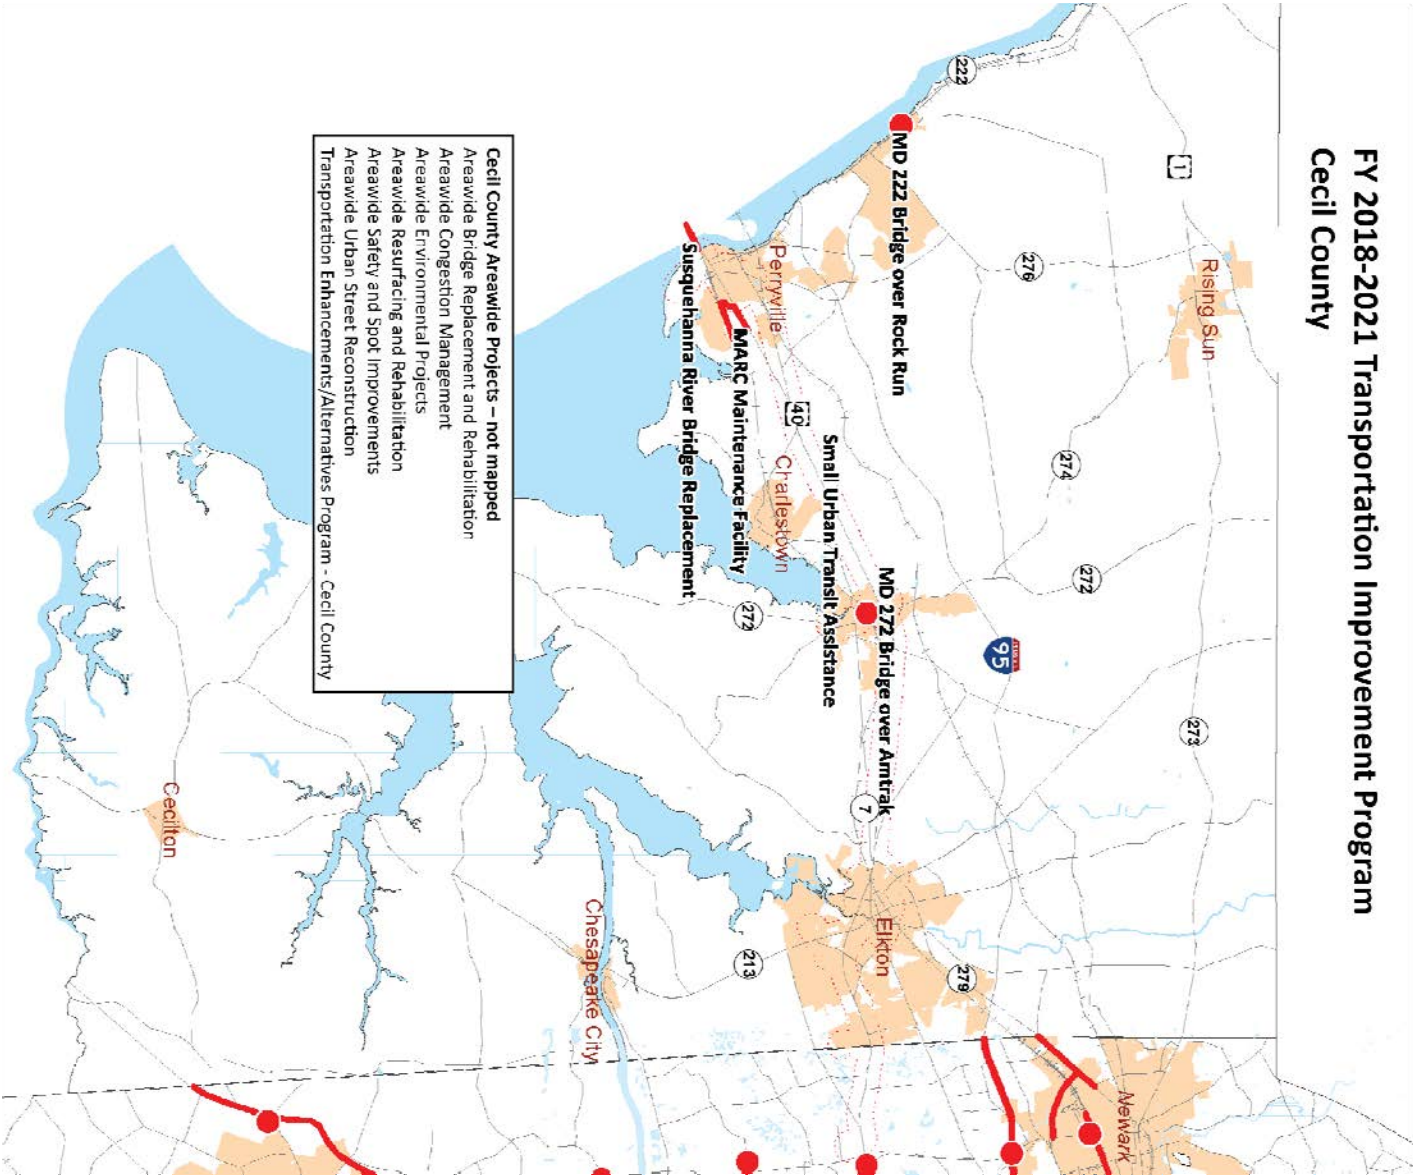 FY 2018-2021 Transportation Improvement Program
Cecil County
Rising Sun
1
222
276
274
272
273
MD 222 Bridge over Rock Run
INTERSTATE
95
Perryville
40
Charlestown
Small Urban Transit Assistance
MD 272 Bridge over Amtrak
7
MARC Maintenance Facility
Susquehanna River Bridge Replacement
272
Elkton
279
213
Newark
Chesapeake City
Cecilton
Cecil County Areawide Projects – not mapped
Areawide Bridge Replacement and Rehabilitation
Areawide Congestion Management
Areawide Environmental Projects
Areawide Resurfacing and Rehabilitation
Areawide Safety and Spot Improvements
Areawide Urban Street Reconstruction
Transportation Enhancements/Alternatives Program - Cecil County